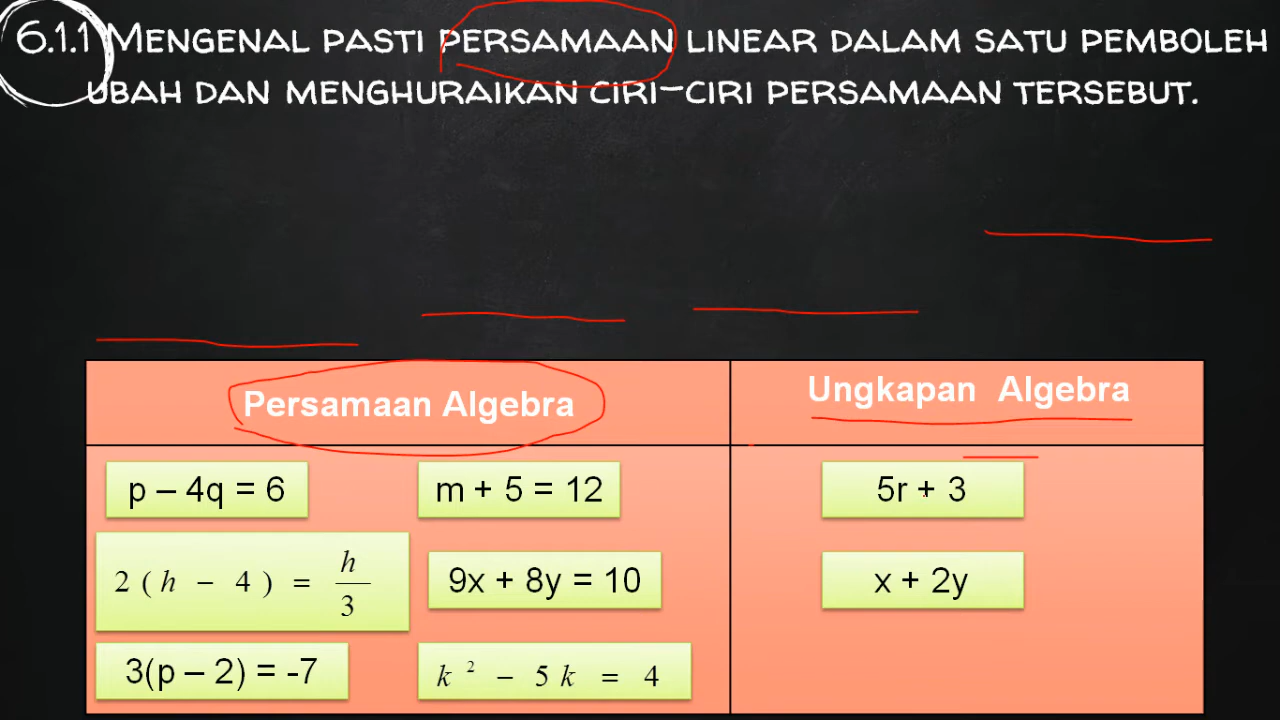 6.1.1 MENGENAL PASTI PERSAMAAN LINEAR DALAM SATU PEMBOLEH
UBAH DAN MENGHURAIKAN CIRI-CIRI PERSAMAAN TERSEBUT.
Persamaan Algebra
Ungkapan Algebra
p – 4q = 6
m + 5 = 12
5r + 3
2 ( h − 4 ) = h/3
9x + 8y = 10
x + 2y
3(p – 2) = -7
k² − 5 k = 4